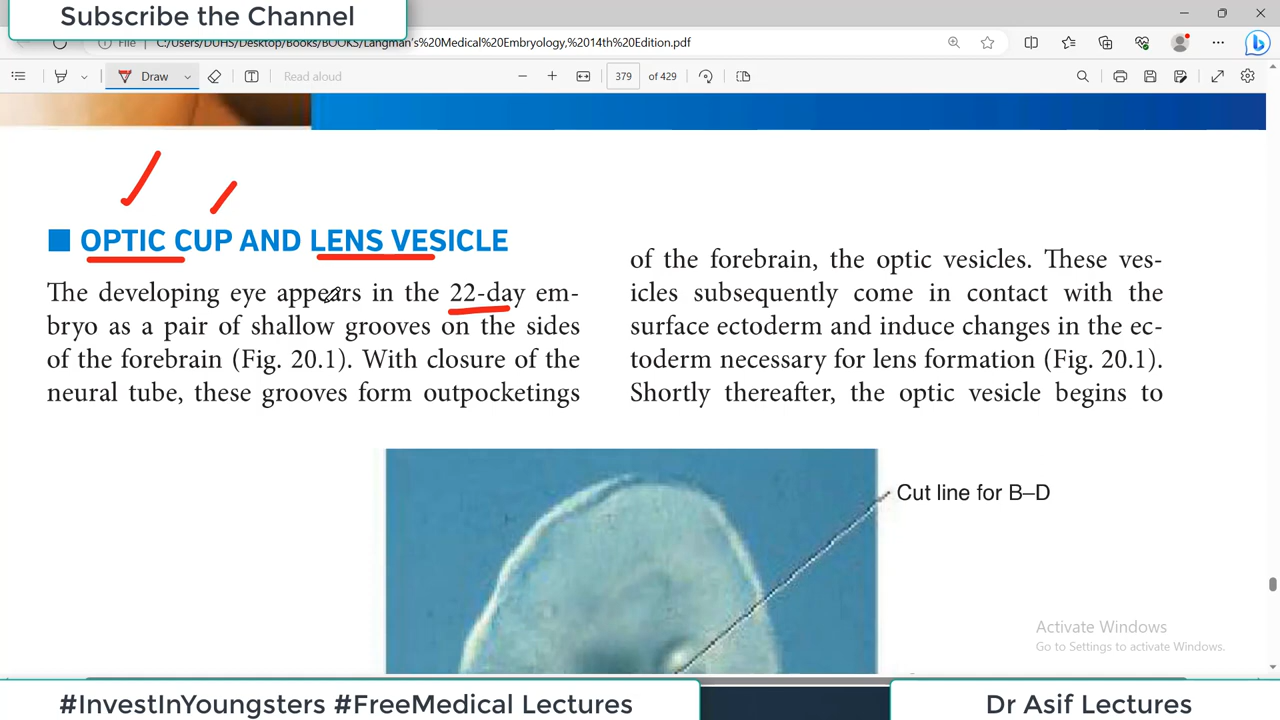 Subscribe the Channel
File
C:/Users/DUHS/Desktop/Books/BOOKS/Langman's%20Medical%20Embryology,%2014th%20Edition.pdf
Draw
Read aloud
379 of 429
OPTIC CUP AND LENS VESICLE
The developing eye appears in the 22-day em-
bryo as a pair of shallow grooves on the sides
of the forebrain (Fig. 20.1). With closure of the
neural tube, these grooves form outpocketings
of the forebrain, the optic vesicles. These ves-
icles subsequently come in contact with the
surface ectoderm and induce changes in the ec-
toderm necessary for lens formation (Fig. 20.1).
Shortly thereafter, the optic vesicle begins to
Cut line for B–D
Activate Windows
Go to Settings to activate Windows.
#InvestInYoungsters #FreeMedical Lectures
Dr Asif Lectures